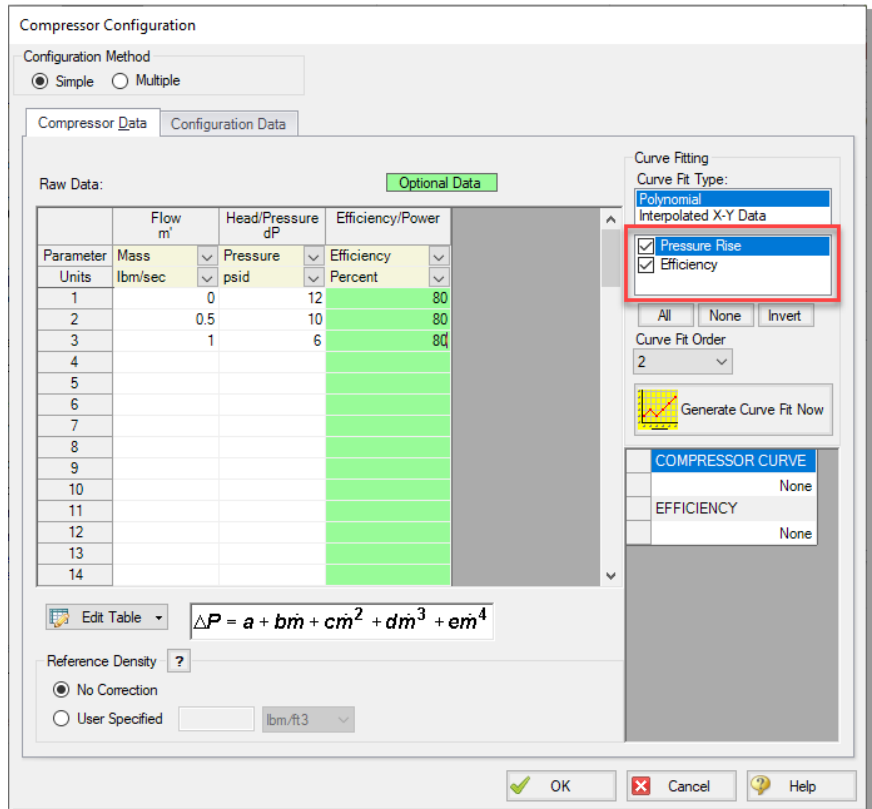 Compressor Configuration
Configuration Method
Simple Multiple
Compressor Data Configuration Data
Raw Data: Optional Data
Flow Head/Pressure Efficiency/Power
m' dP
Parameter Mass Pressure Efficiency
Units lbm/sec psid Percent
1 0 12 80
2 0.5 10 80
3 1 6 80
4
5
6
7
8
9
10
11
12
13
14
Edit Table
ΔP = a + bṁ + cṁ² + dṁ³ + eṁ⁴
Reference Density ?
No Correction
User Specified lbm/ft3
Curve Fitting
Curve Fit Type:
Polynomial
Interpolated X-Y Data
Pressure Rise
Efficiency
All None Invert
Curve Fit Order
2
Generate Curve Fit Now
COMPRESSOR CURVE
None
EFFICIENCY
None
OK Cancel Help